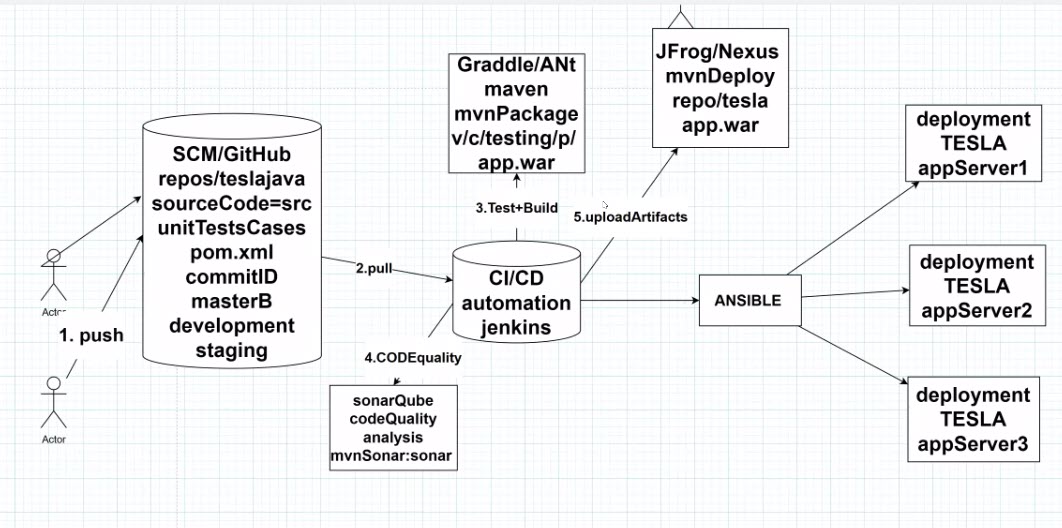 SCM/GitHub
repos/teslajava
sourceCode=src
unitTestsCases
pom.xml
commitID
masterB
development
staging
Actor
1. push
Actor
2.pull
Graddle/ANt
maven
mvnPackage
v/c/testing/p/
app.war
3.Test+Build
CI/CD
automation
jenkins
4.CODEquality
sonarQube
codeQuality
analysis
mvnSonar:sonar
5.uploadArtifacts
JFrog/Nexus
mvnDeploy
repo/tesla
app.war
ANSIBLE
deployment
TESLA
appServer1
deployment
TESLA
appServer2
deployment
TESLA
appServer3